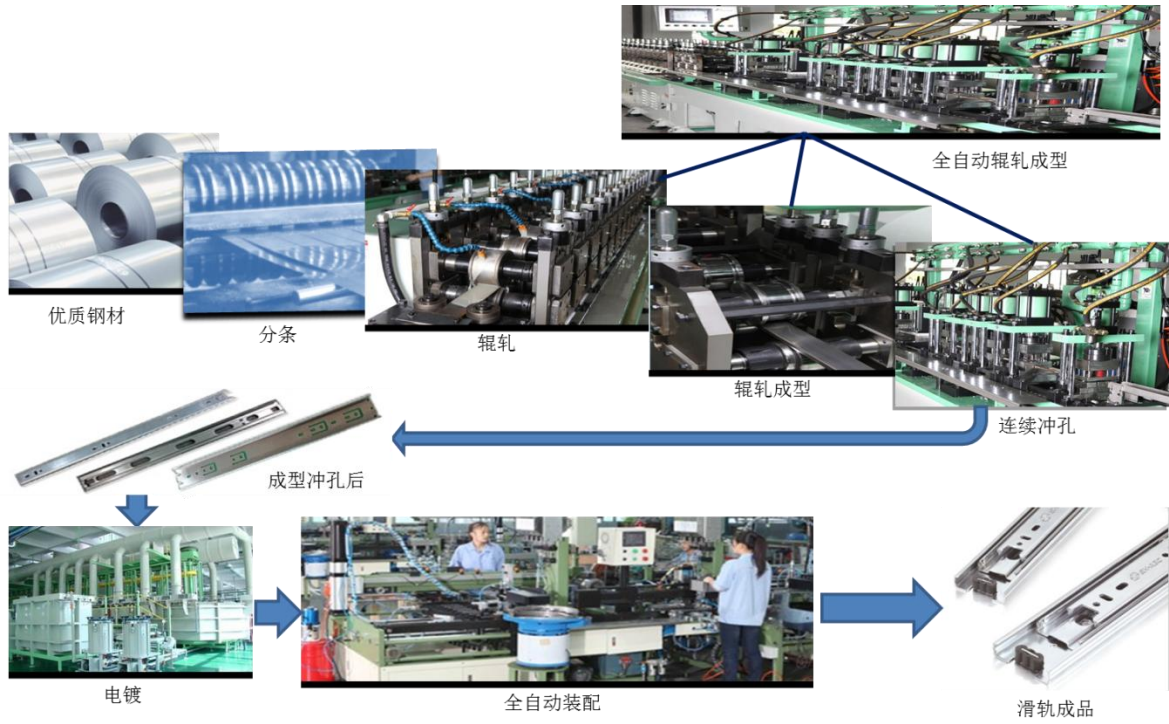 全自动辊轧成型
优质钢材
分条
辊轧
辊轧成型
连续冲孔
成型冲孔后
电镀
全自动装配
滑轨成品